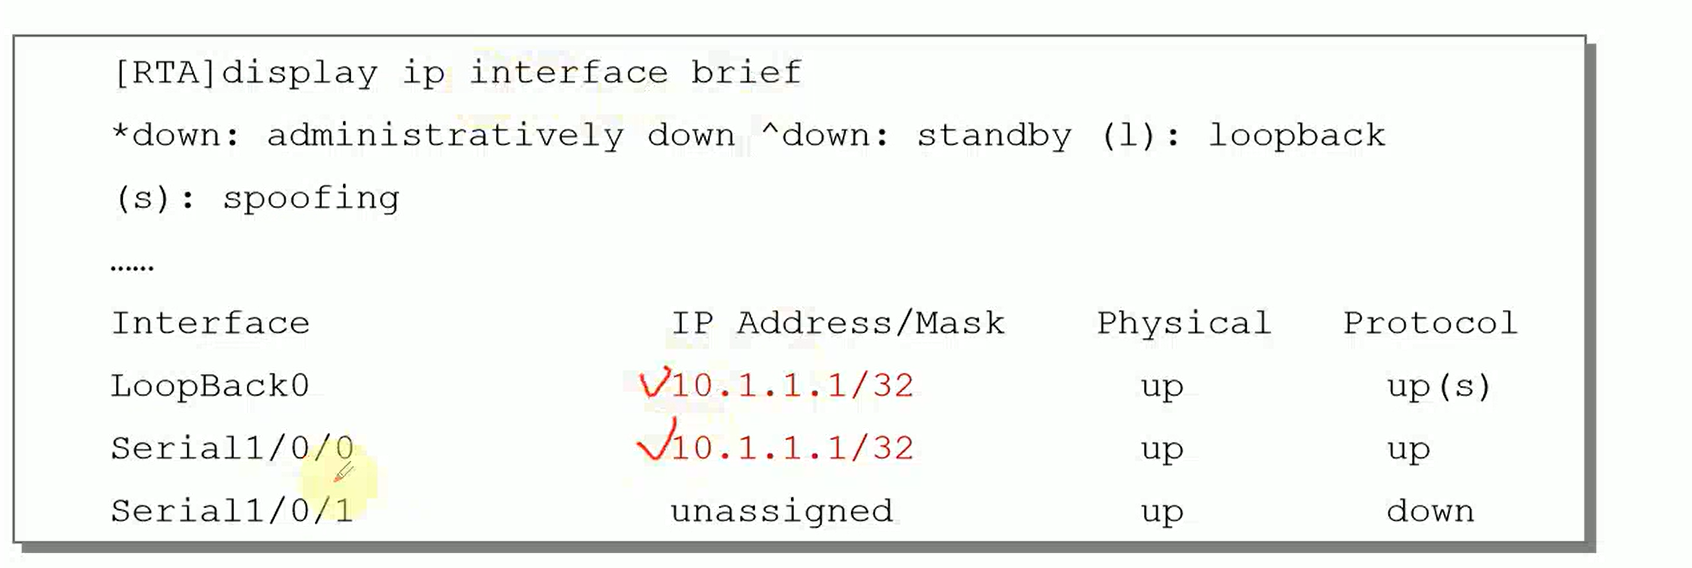 [RTA]display ip interface brief
*down: administratively down ^down: standby (l): loopback
(s): spoofing
……
Interface IP Address/Mask Physical Protocol
LoopBack0 10.1.1.1/32 up up(s)
Serial1/0/0 10.1.1.1/32 up up
Serial1/0/1 unassigned up down